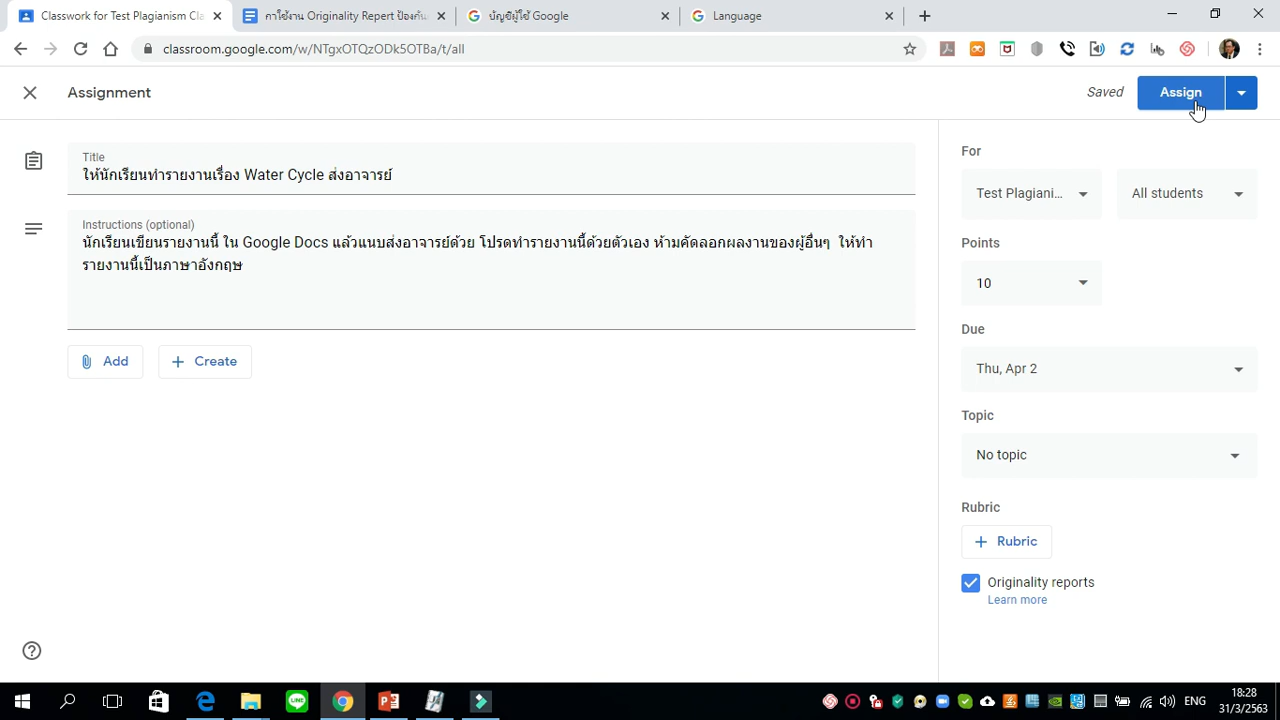 Classwork for Test Plagiarism Cla
กาใช้งาน Originality Repert ป้องกัน
บัญชีผู้ใช้ Google
Language
classroom.google.com/w/NTgxOTQzODk5OTBa/t/all
Assignment
Saved
Assign
Title
ให้นักเรียนทำรายงานเรื่อง Water Cycle ส่งอาจารย์
Instructions (optional)
นักเรียนเขียนรายงานนี้ ใน Google Docs แล้วแนบส่งอาจารย์ด้วย โปรดทำรายงานนี้ด้วยตัวเอง ห้ามคัดลอกผลงานของผู้อื่นๆ ให้ทำ
รายงานนี้เป็นภาษาอังกฤษ
Add
Create
For
Test Plagiani...
All students
Points
10
Due
Thu, Apr 2
Topic
No topic
Rubric
Rubric
Originality reports
Learn more
ENG
18:28
31/3/2563